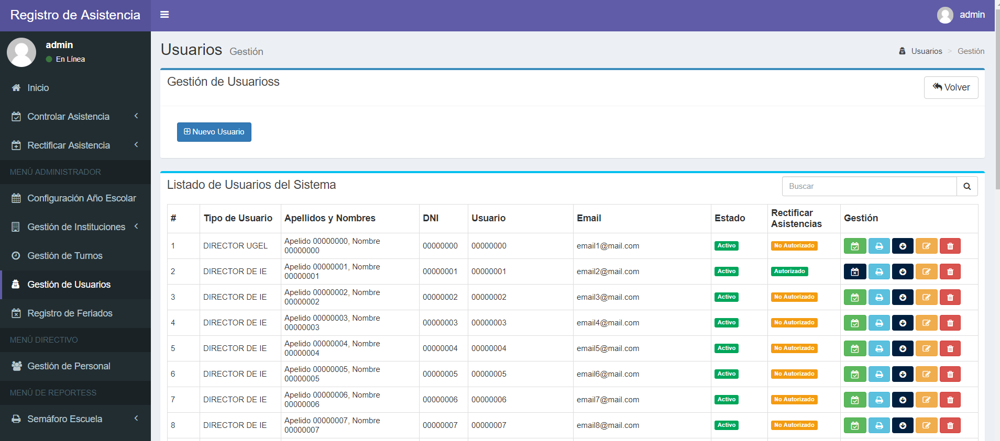 Registro de Asistencia
admin
admin
En Línea
Inicio
Controlar Asistencia
Rectificar Asistencia
MENÚ ADMINISTRADOR
Configuración Año Escolar
Gestión de Instituciones
Gestión de Turnos
Gestión de Usuarios
Registro de Feriados
MENÚ DIRECTIVO
Gestión de Personal
MENÚ DE REPORTESS
Semáforo Escuela
Usuarios Gestión
Usuarios > Gestión
Gestión de Usuarioss
Volver
Nuevo Usuario
Listado de Usuarios del Sistema
Buscar
# Tipo de Usuario Apellidos y Nombres DNI Usuario Email Estado Rectificar Asistencias Gestión
1 DIRECTOR UGEL Apelido 00000000, Nombre 00000000 00000000 00000000 email1@mail.com Activo No Autorizado
2 DIRECTOR DE IE Apelido 00000001, Nombre 00000001 00000001 00000001 email2@mail.com Activo Autorizado
3 DIRECTOR DE IE Apelido 00000002, Nombre 00000002 00000002 00000002 email3@mail.com Activo No Autorizado
4 DIRECTOR DE IE Apelido 00000003, Nombre 00000003 00000003 00000003 email4@mail.com Activo No Autorizado
5 DIRECTOR DE IE Apelido 00000004, Nombre 00000004 00000004 00000004 email5@mail.com Activo No Autorizado
6 DIRECTOR DE IE Apelido 00000005, Nombre 00000005 00000005 00000005 email6@mail.com Activo No Autorizado
7 DIRECTOR DE IE Apelido 00000006, Nombre 00000006 00000006 00000006 email7@mail.com Activo No Autorizado
8 DIRECTOR DE IE Apelido 00000007, Nombre 00000007 00000007 00000007 email8@mail.com Activo No Autorizado